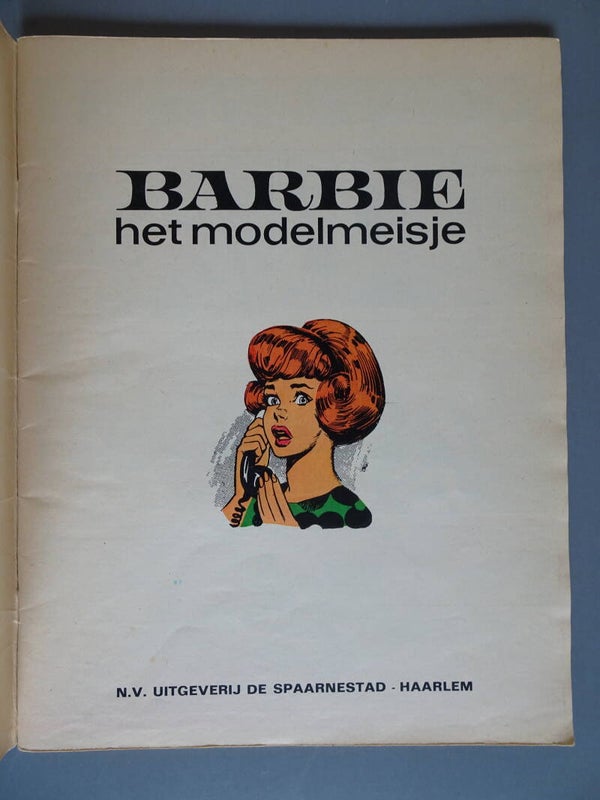 BARBIE
het modelmeisje
N.V. UITGEVERIJ DE SPAARNESTAD - HAARLEM